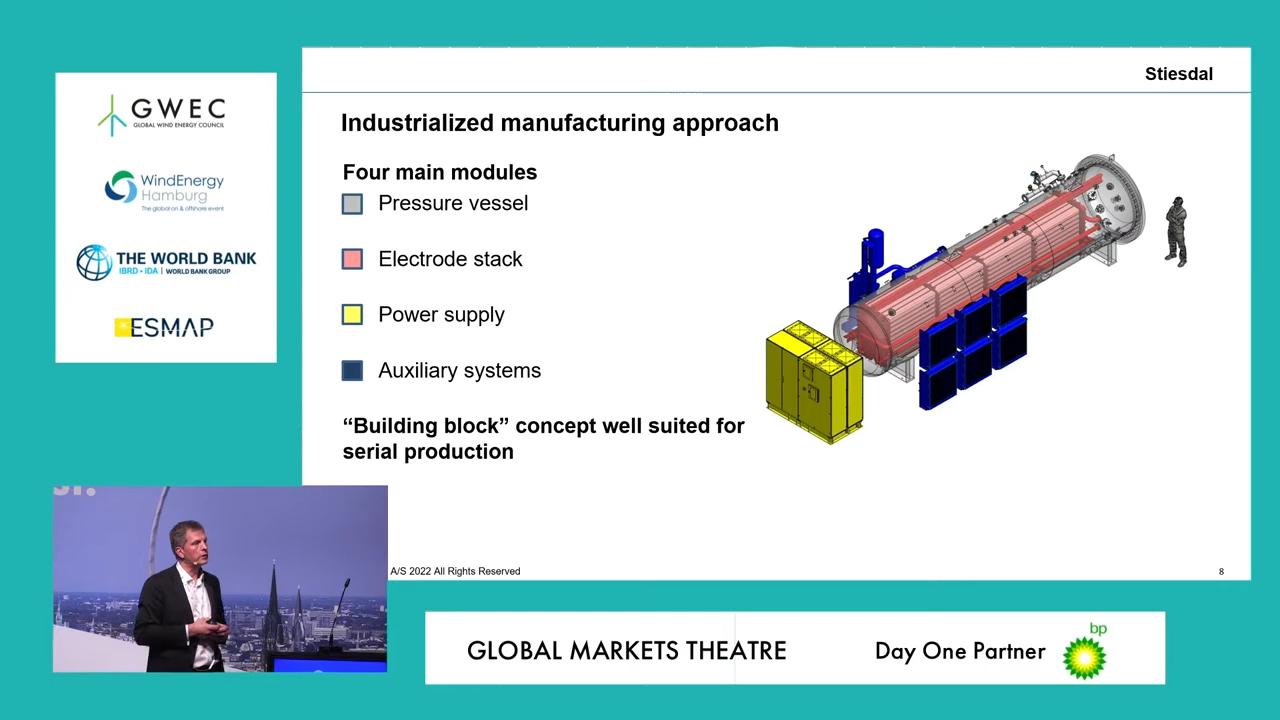 GWEC
GLOBAL WIND ENERGY COUNCIL
WindEnergy
Hamburg
The global on & offshore event
THE WORLD BANK
IBRD • IDA | WORLD BANK GROUP
ESMAP
Stiesdal
Industrialized manufacturing approach
Four main modules
Pressure vessel
Electrode stack
Power supply
Auxiliary systems
“Building block” concept well suited for
serial production
A/S 2022 All Rights Reserved
8
GLOBAL MARKETS THEATRE
Day One Partner
bp